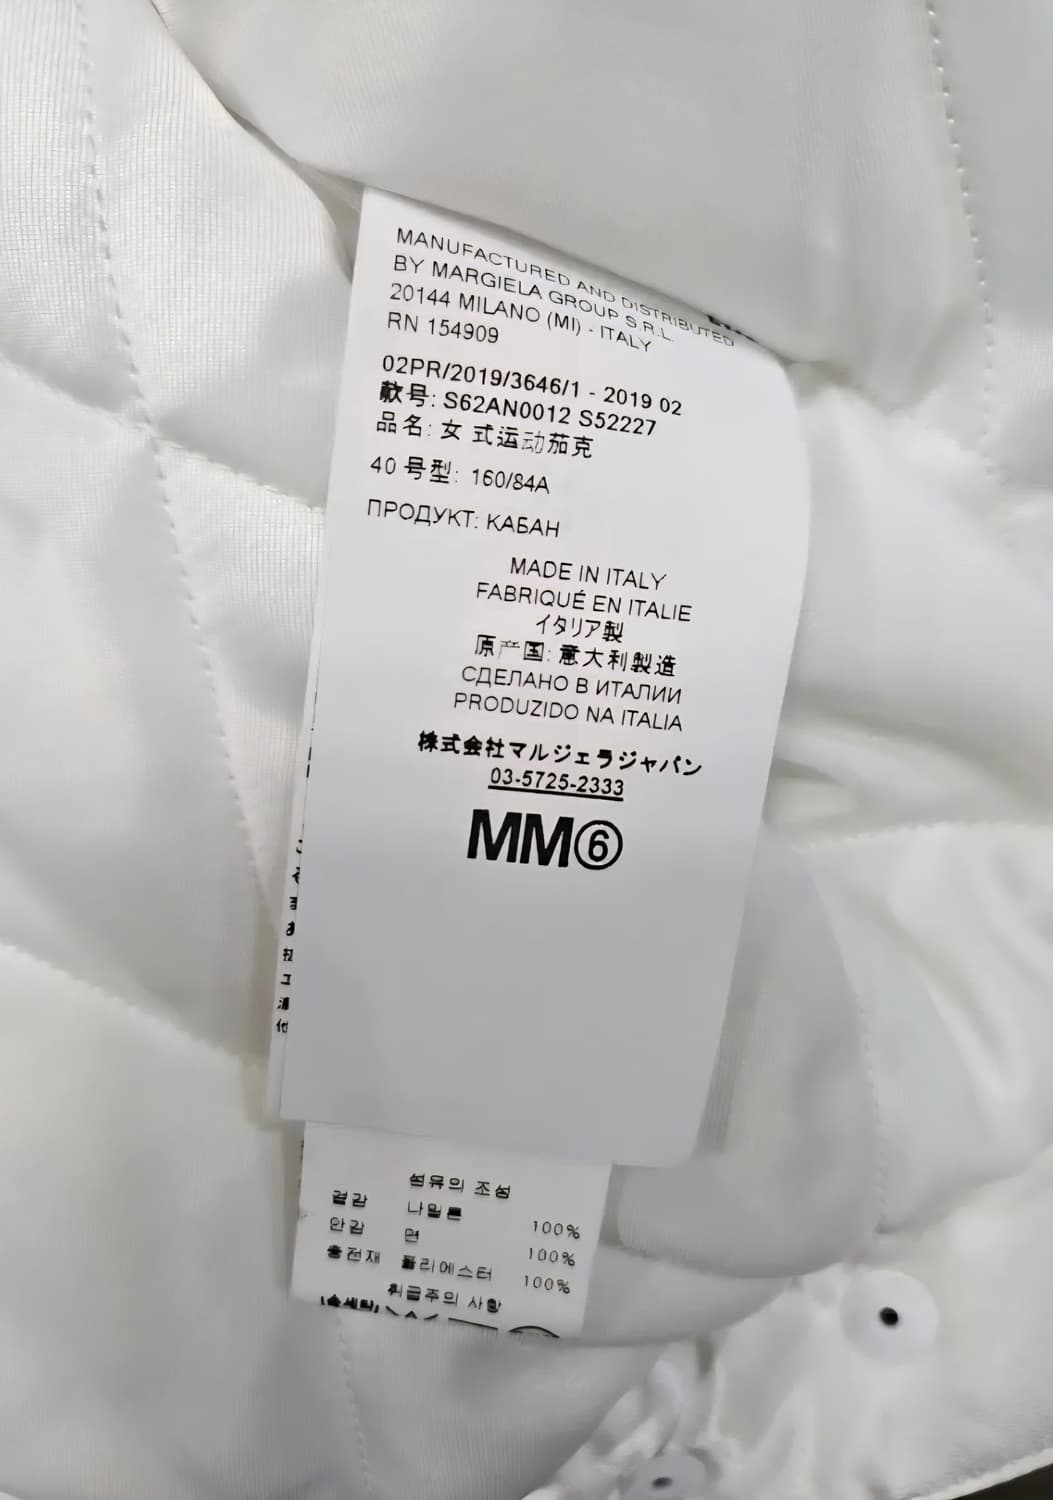 MANUFACTURED AND DISTRIBUTED
BY MARGIELA GROUP S.R.L.
20144 MILANO (MI) - ITALY
RN 154909
02PR/2019/3646/1 - 2019 02
款号: S62AN0012 S52227
品名: 女 式运动茄克
40 号型: 160/84A
ПРОДУКТ: КАБАН
MADE IN ITALY
FABRIQUÉ EN ITALIE
イタリア製
原产国: 意大利製造
СДЕЛАНО В ИТАЛИИ
PRODUZIDO NA ITALIA
株式会社マルジェラジャパン
03-5725-2333
MM⑥
섬유의 조성
겉감 나일론 100%
안감 면 100%
충전재 폴리에스터 100%
취급주의 사항